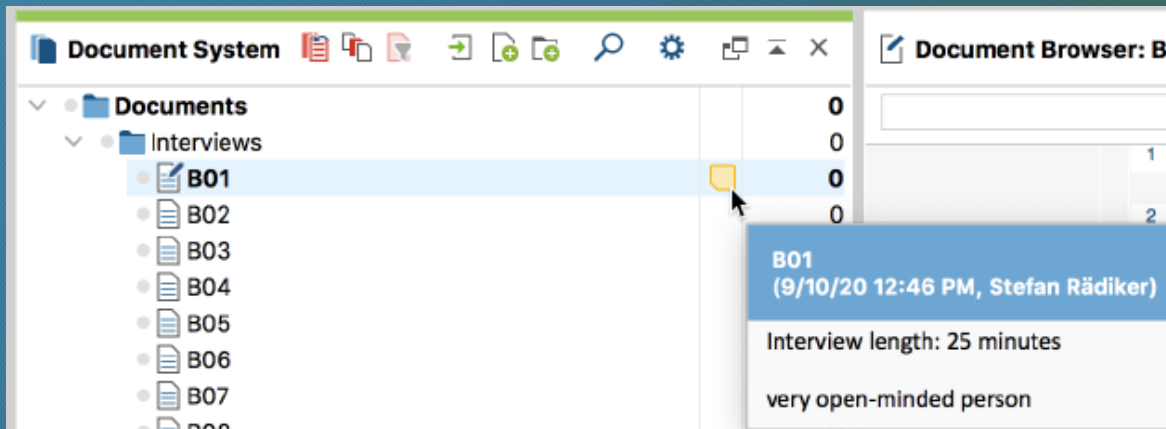 Document System
Document Browser: B
Documents 0
Interviews 0
1
B01 0
B02 0
2
B03
B04
B05
B06
B07
B01
(9/10/20 12:46 PM, Stefan Rädiker)
Interview length: 25 minutes
very open-minded person